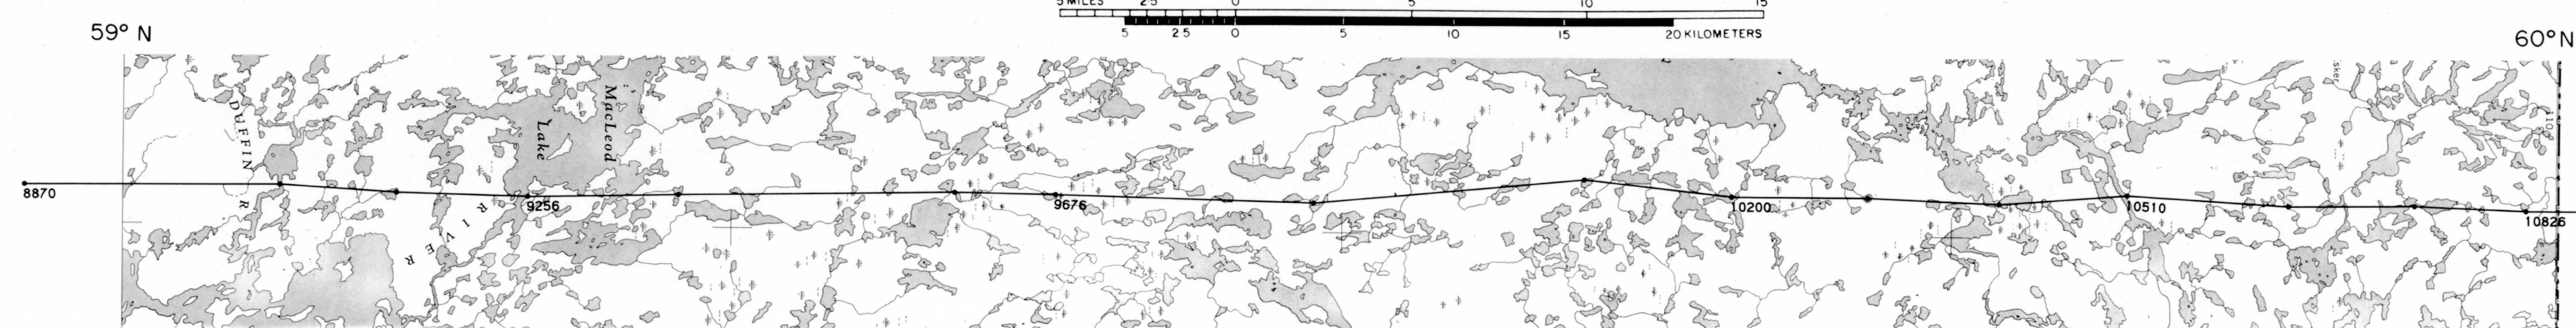 5 MILES 2·5 0 5 10 15
5 2·5 0 5 10 15 20 KILOMETERS
59° N
60° N
DUFFIN R
Lake
MacLeod
RIVER
8870
9256
9676
10200
10510
10826